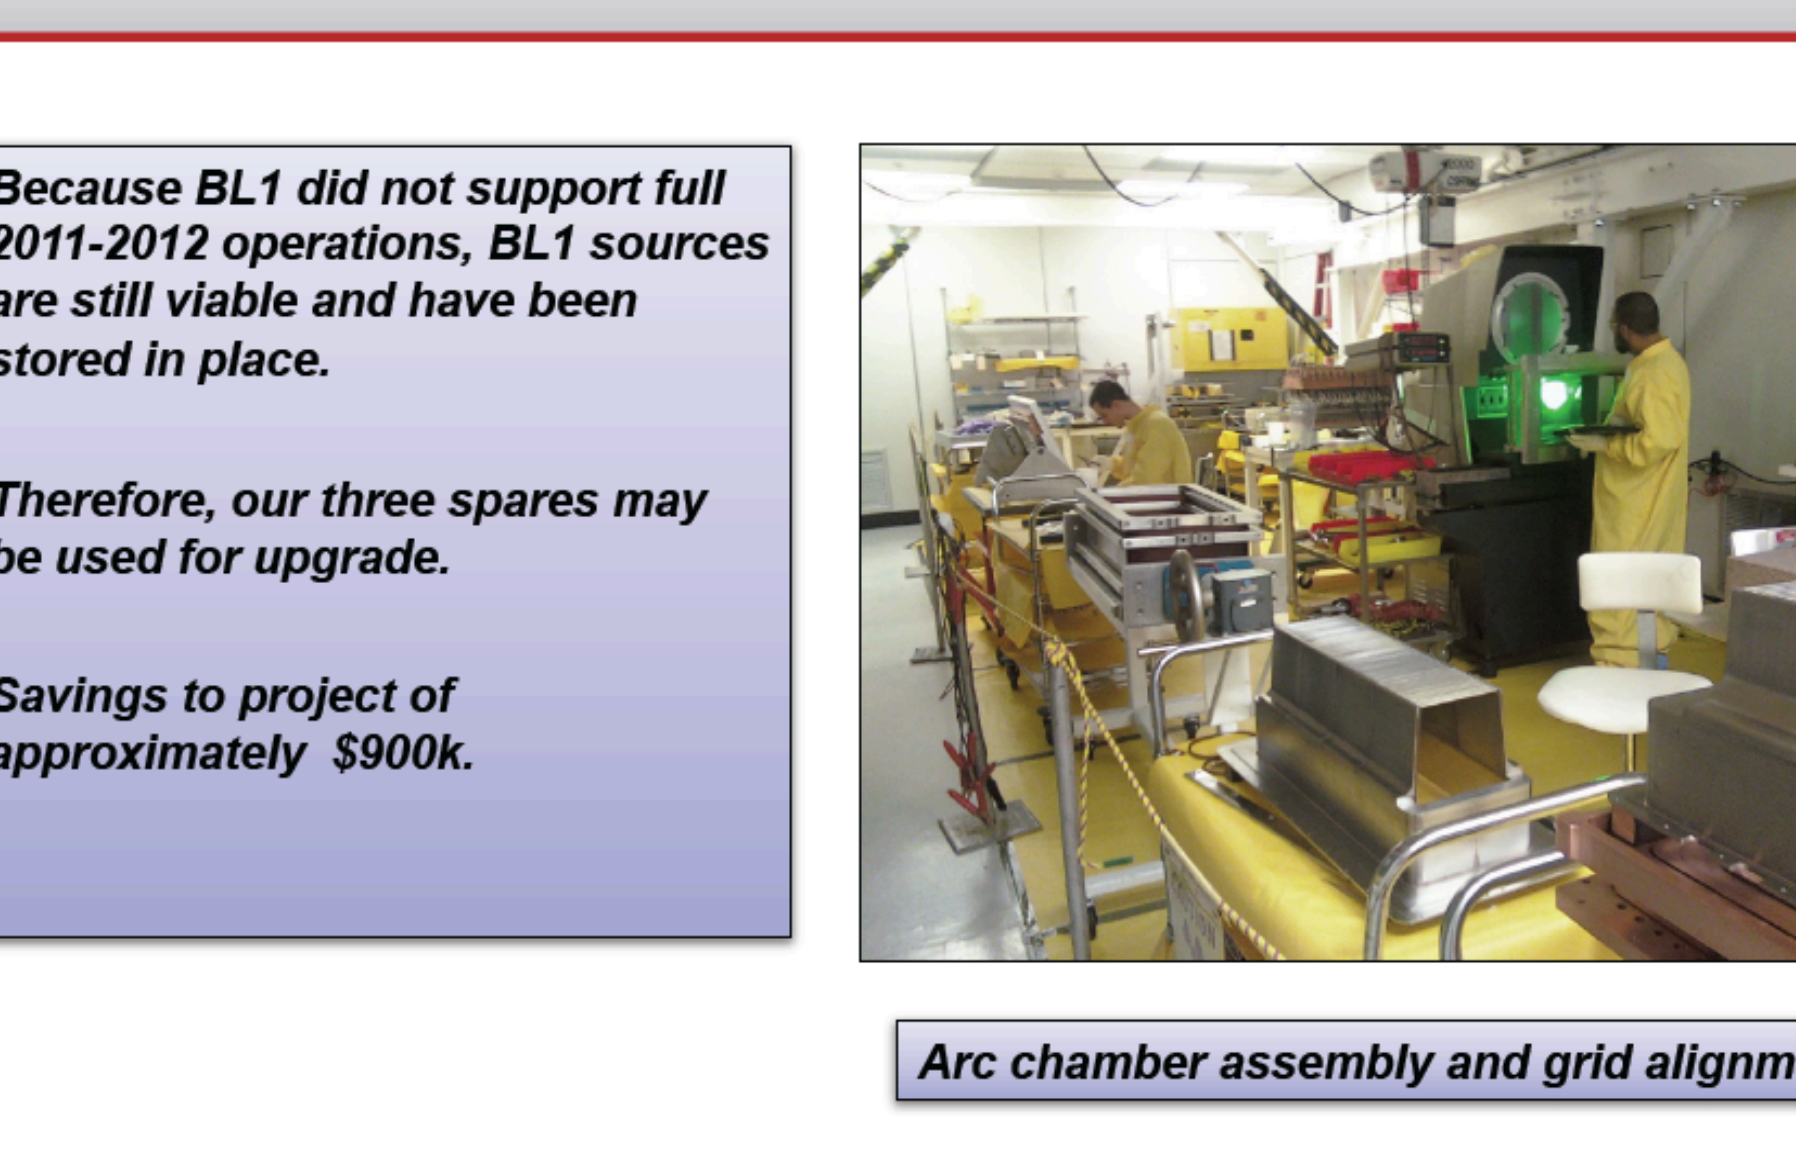 Because BL1 did not support full
2011-2012 operations, BL1 sources
are still viable and have been
stored in place.
Therefore, our three spares may
be used for upgrade.
Savings to project of
approximately $900k.
Arc chamber assembly and grid alignm